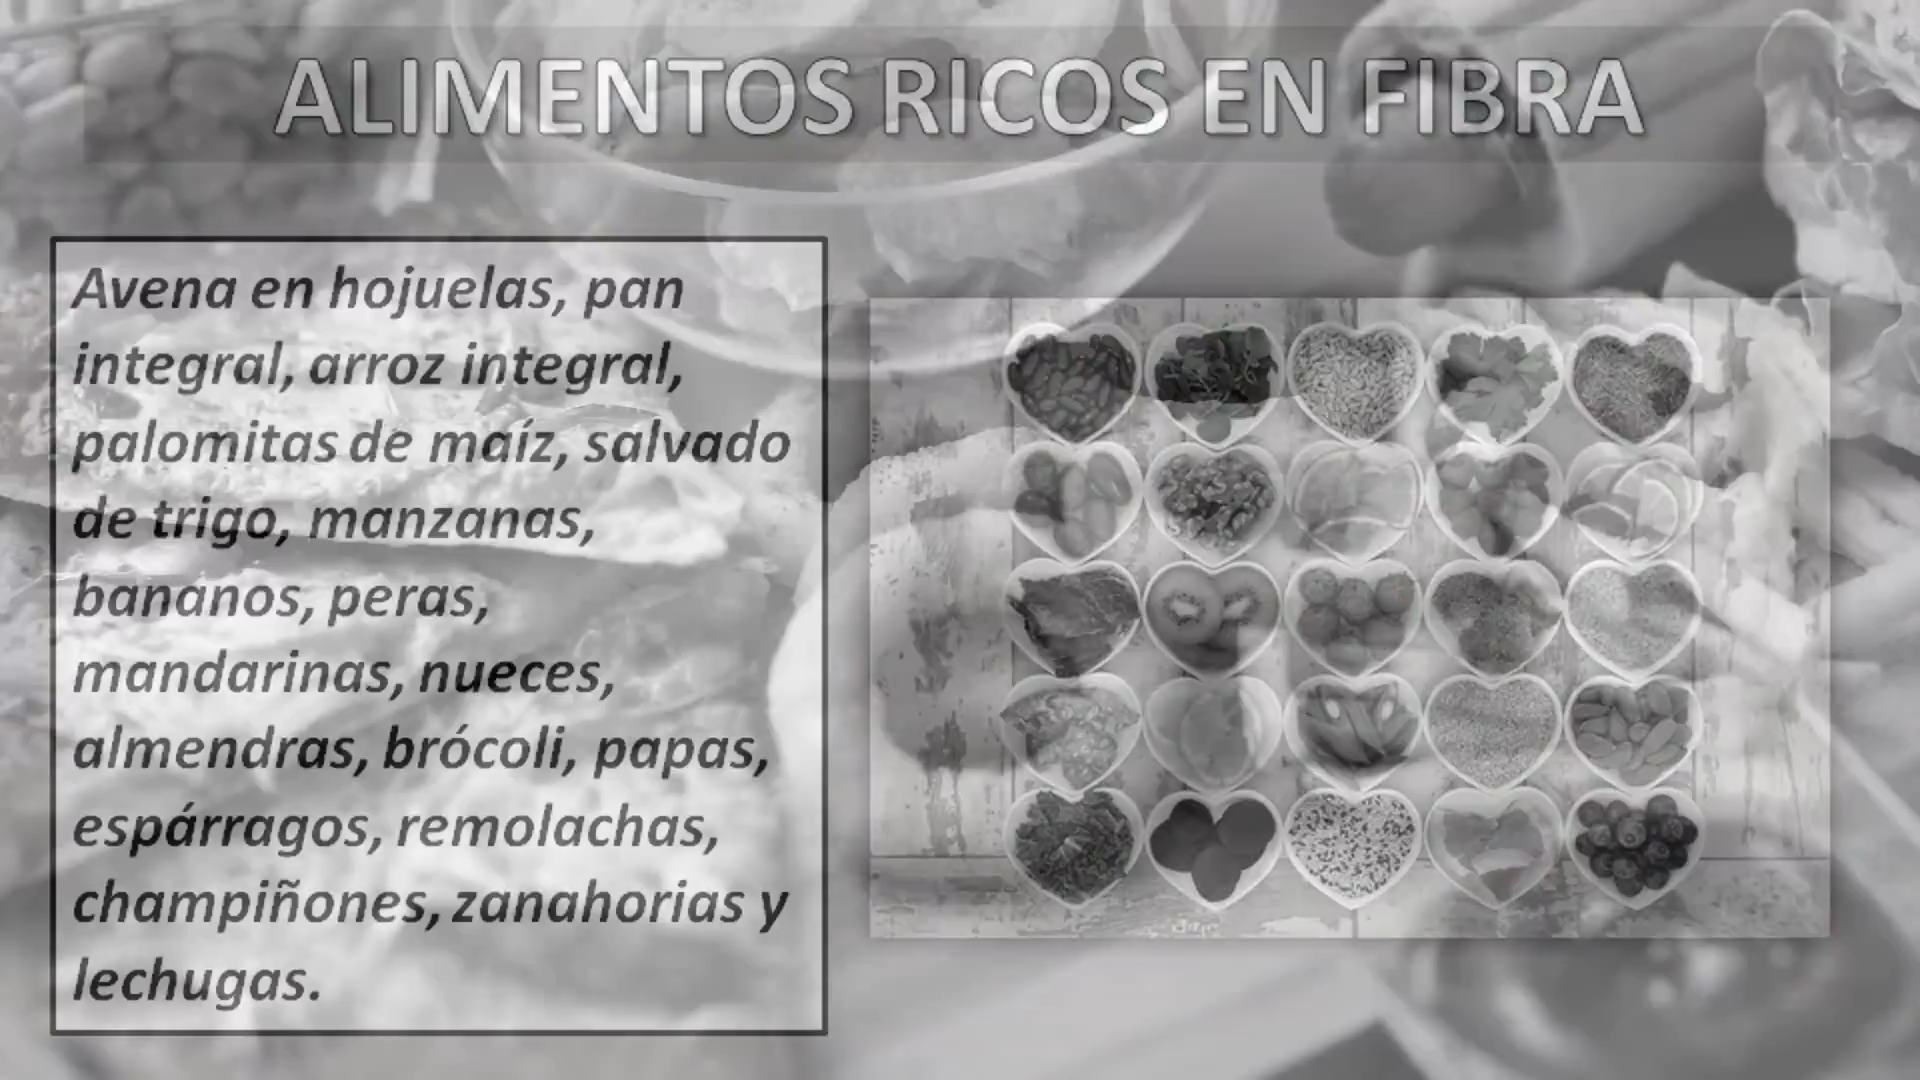 ALIMENTOS RICOS EN FIBRA
Avena en hojuelas, pan
integral, arroz integral,
palomitas de maíz, salvado
de trigo, manzanas,
bananos, peras,
mandarinas, nueces,
almendras, brócoli, papas,
espárragos, remolachas,
champiñones, zanahorias y
lechugas.